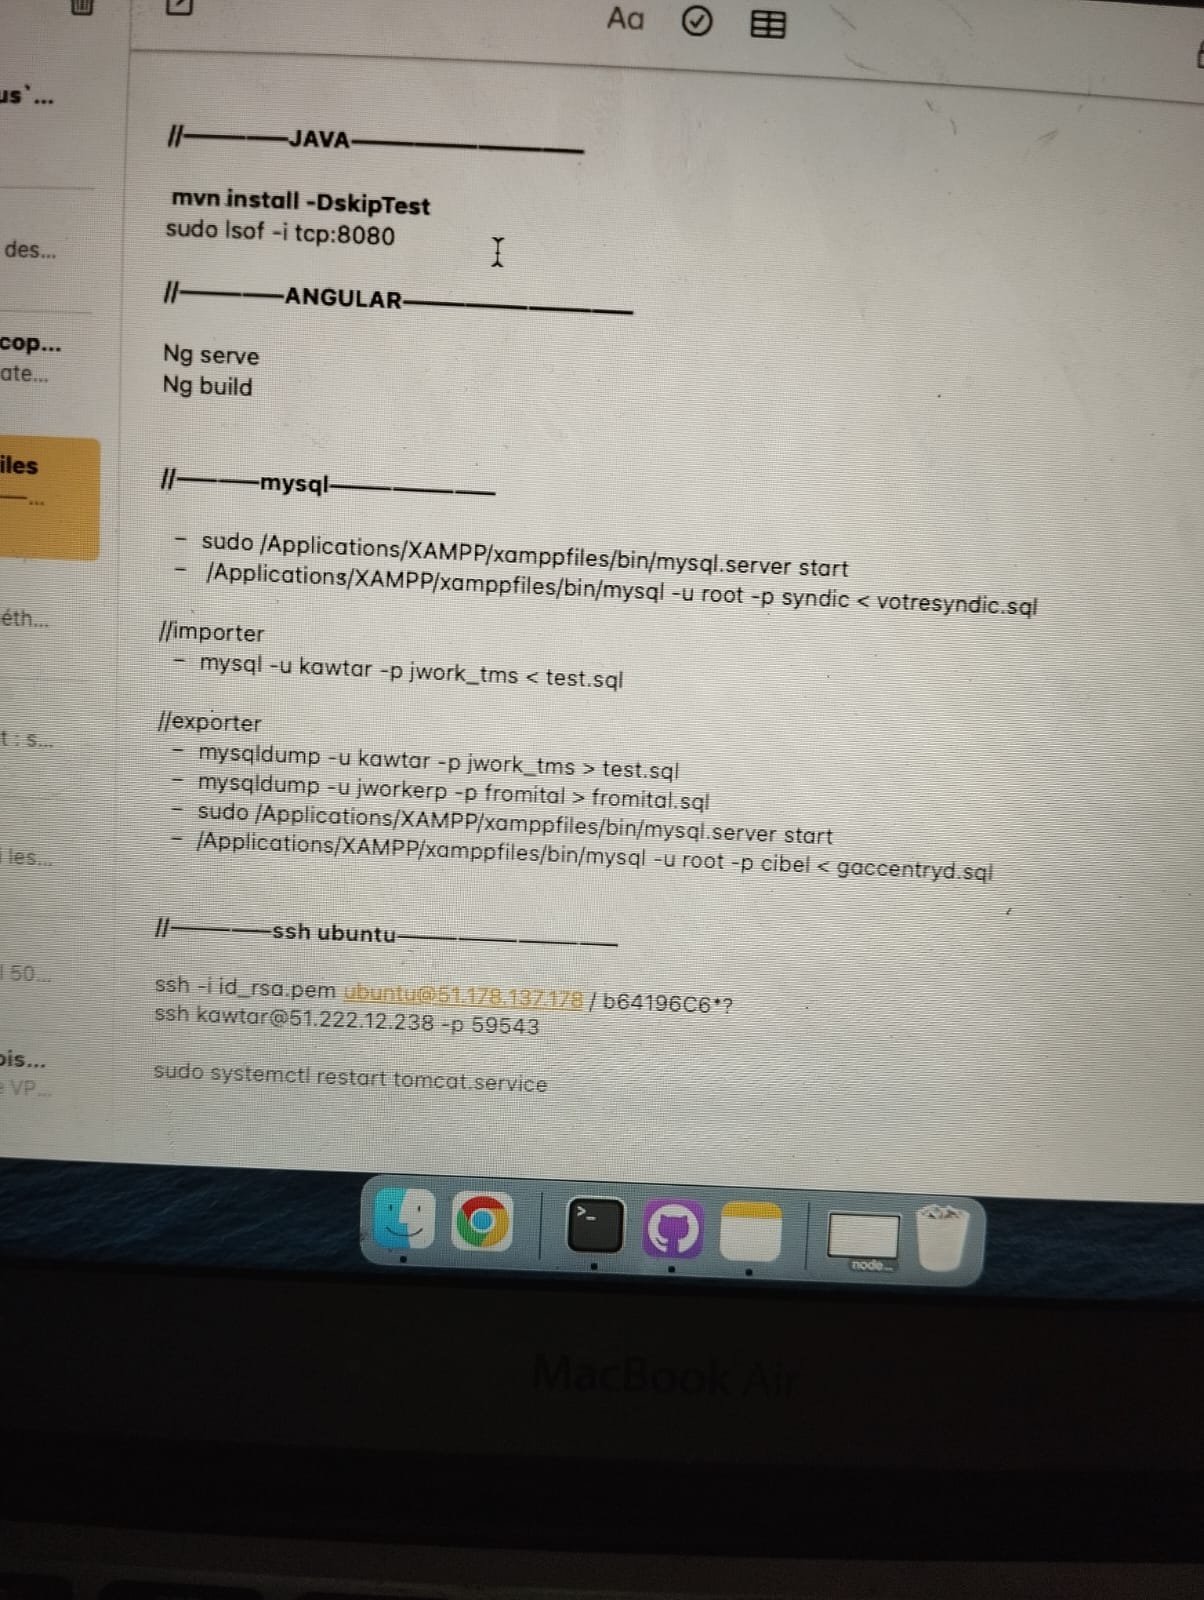 Aa
us`...
//—————JAVA———————————
mvn install -DskipTest
sudo lsof -i tcp:8080
des...
//—————ANGULAR———————————
cop...
ate...
Ng serve
Ng build
iles
—...
//————mysql————————
- sudo /Applications/XAMPP/xamppfiles/bin/mysql.server start
- /Applications/XAMPP/xamppfiles/bin/mysql -u root -p syndic < votresyndic.sql
éth...
//importer
- mysql -u kawtar -p jwork_tms < test.sql
//exporter
t : s...
- mysqldump -u kawtar -p jwork_tms > test.sql
- mysqldump -u jworkerp -p fromital > fromital.sql
- sudo /Applications/XAMPP/xamppfiles/bin/mysql.server start
- /Applications/XAMPP/xamppfiles/bin/mysql -u root -p cibel < gaccentryd.sql
les...
//—————ssh ubuntu———————————
50...
ssh -i id_rsa.pem ubuntu@51.178.137.178 / b64196C6*?
ssh kawtar@51.222.12.238 -p 59543
ois...
VP...
sudo systemctl restart tomcat.service
node...
MacBook Air